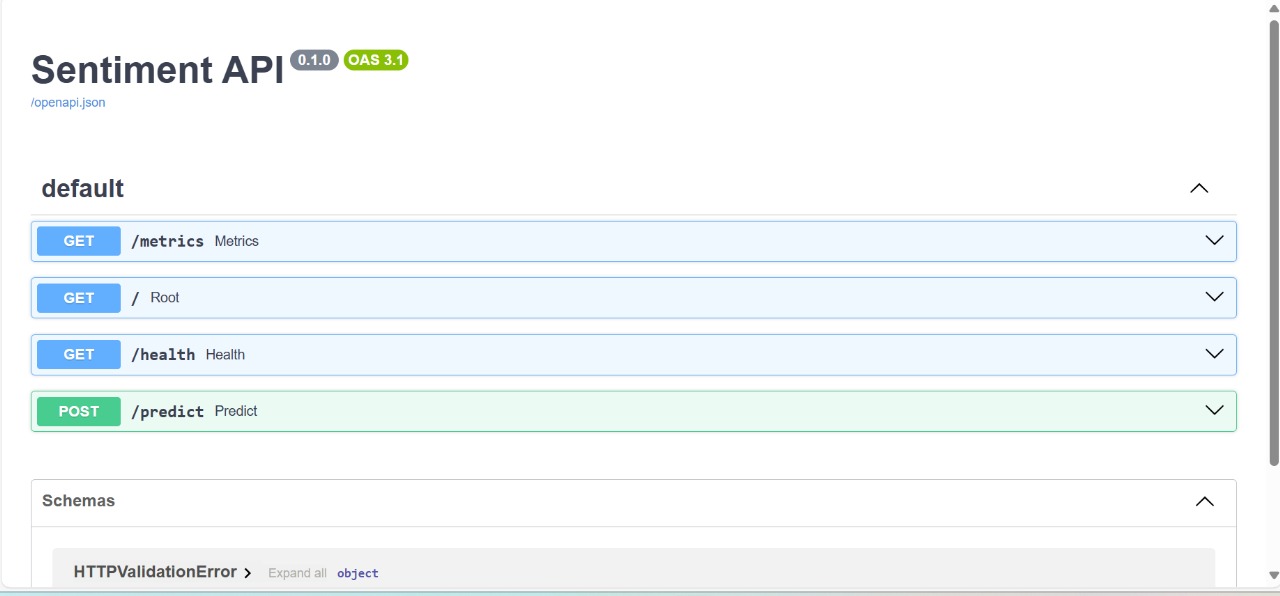 Sentiment API 0.1.0 OAS 3.1
/openapi.json
default
GET /metrics Metrics
GET / Root
GET /health Health
POST /predict Predict
Schemas
HTTPValidationError Expand all object